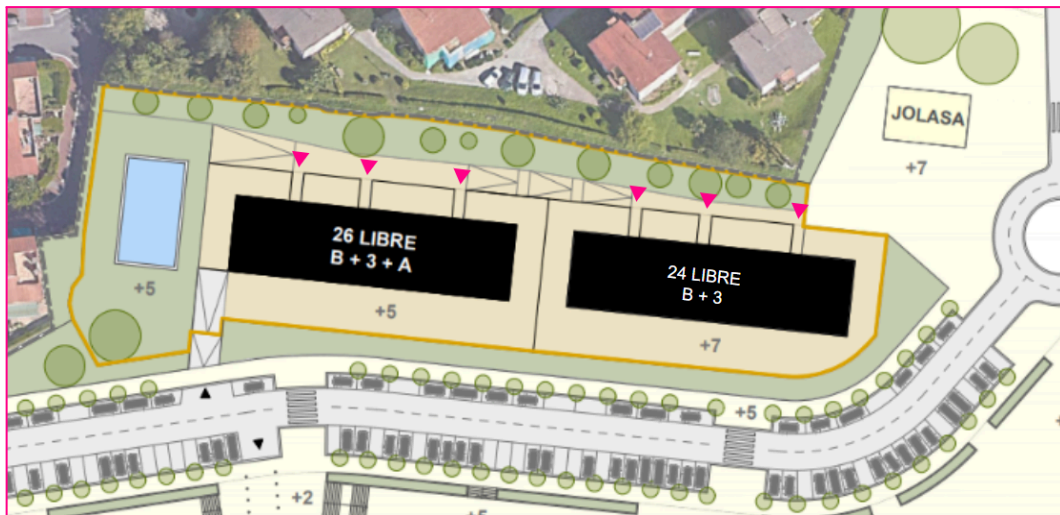 JOLASA
+7
26 LIBRE
B + 3 + A
24 LIBRE
B + 3
+5
+5
+7
+5
+2
+5